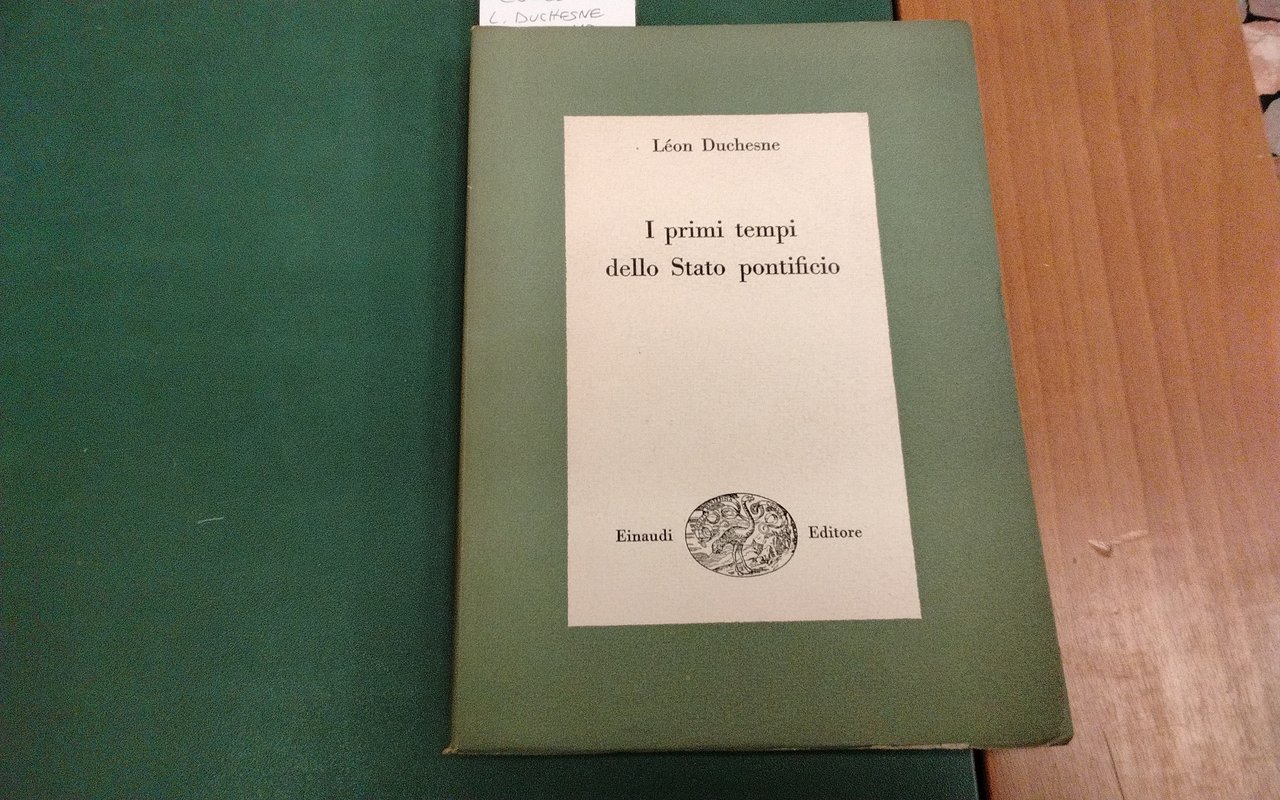 L. DUCHESNE
Léon Duchesne
I primi tempi
dello Stato pontificio
Einaudi Editore